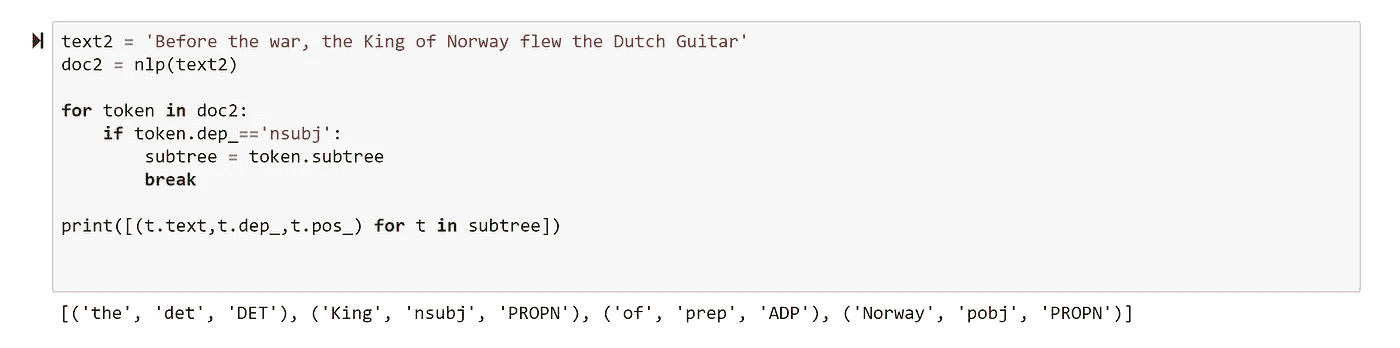 text2 = 'Before the war, the King of Norway flew the Dutch Guitar'
doc2 = nlp(text2)
for token in doc2:
    if token.dep_=='nsubj':
        subtree = token.subtree
        break
print([(t.text,t.dep_,t.pos_) for t in subtree])
[('the', 'det', 'DET'), ('King', 'nsubj', 'PROPN'), ('of', 'prep', 'ADP'), ('Norway', 'pobj', 'PROPN')]